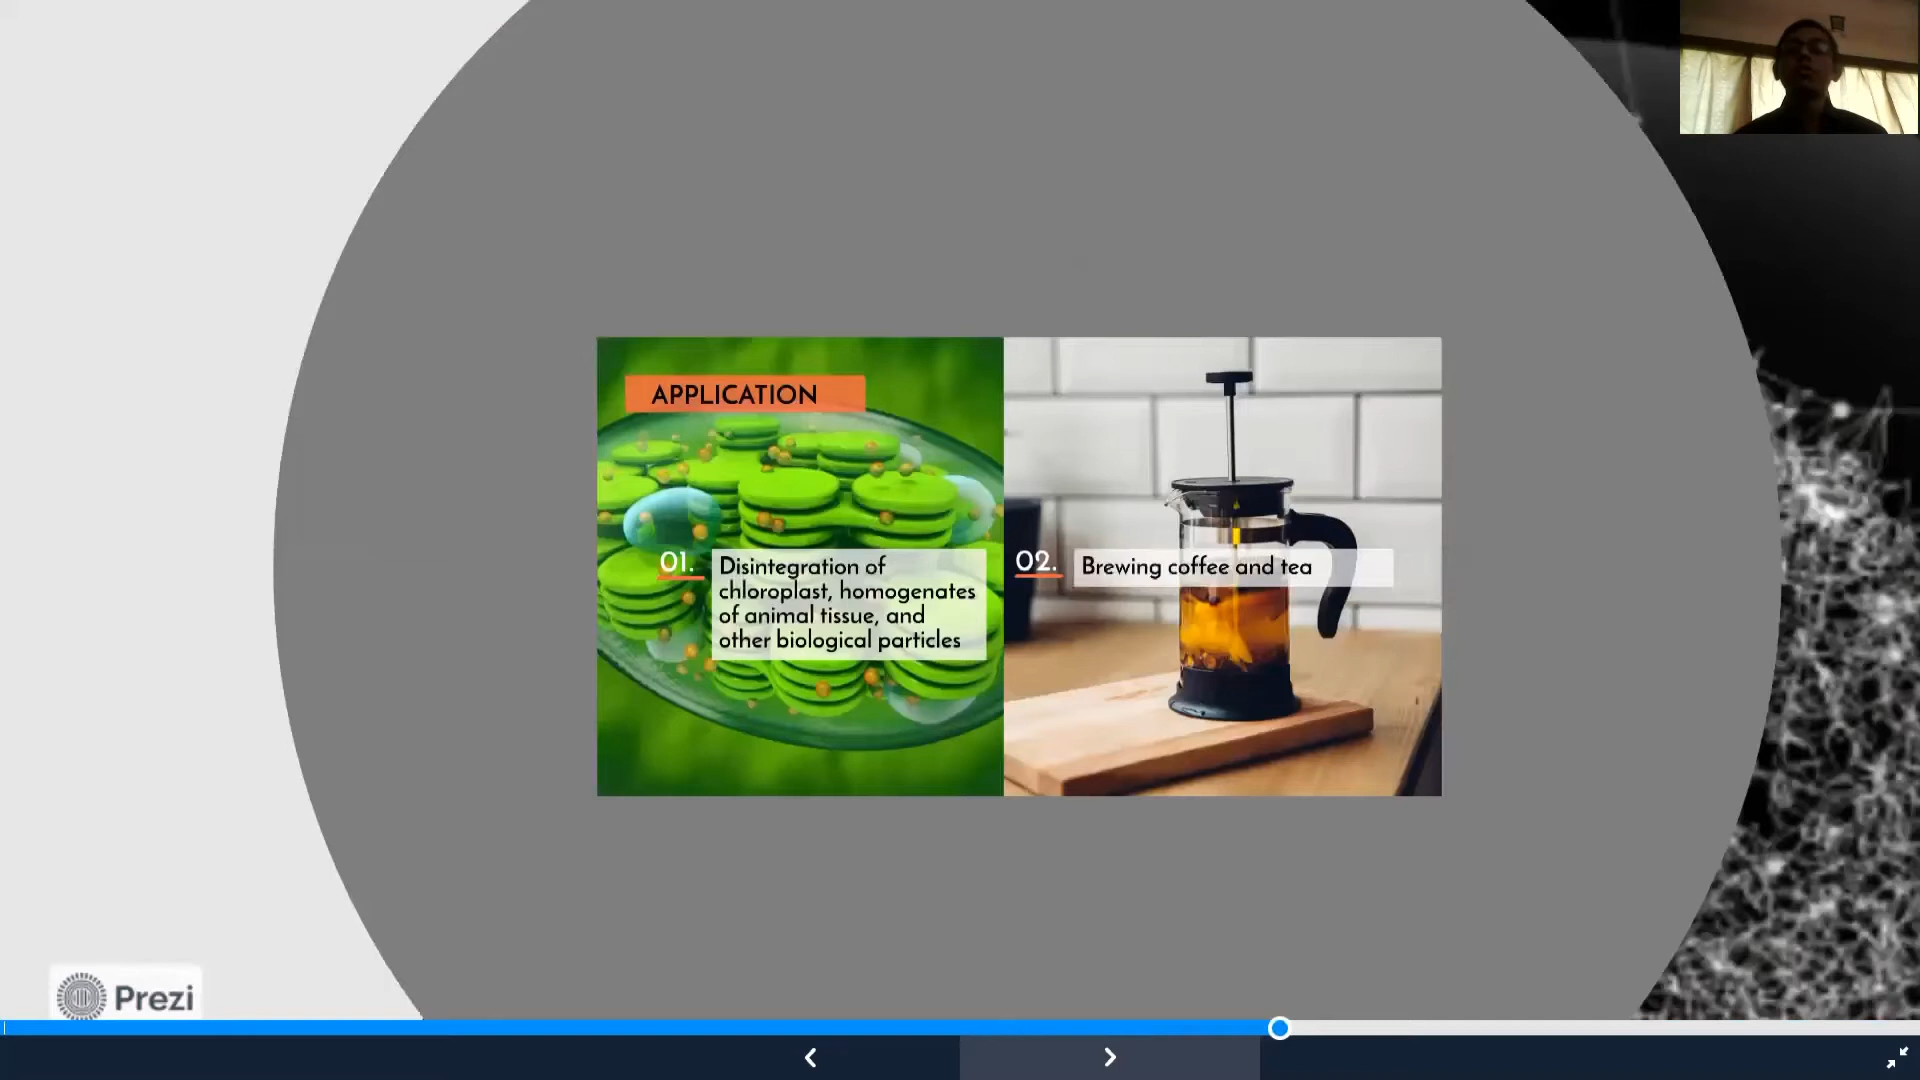 APPLICATION
01.
Disintegration of
chloroplast, homogenates
of animal tissue, and
other biological particles
02.
Brewing coffee and tea
Prezi